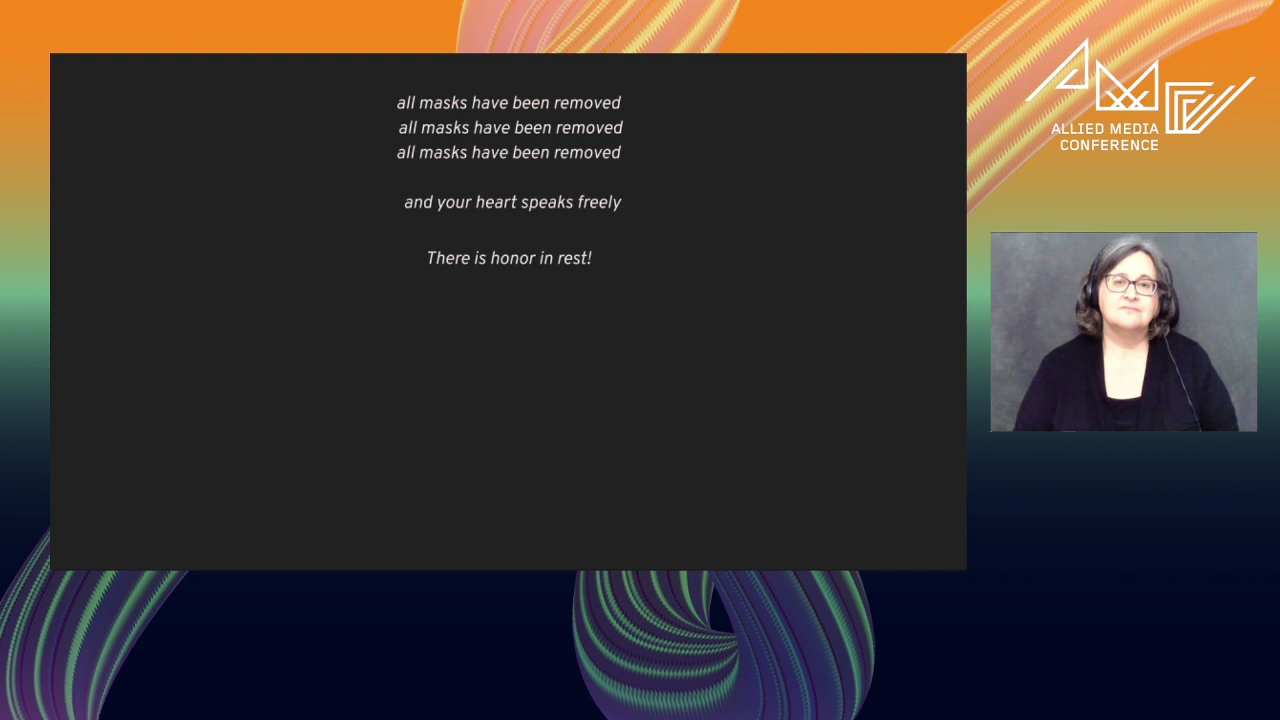 all masks have been removed
all masks have been removed
all masks have been removed
and your heart speaks freely
There is honor in rest!
AMC
ALLIED MEDIA
CONFERENCE